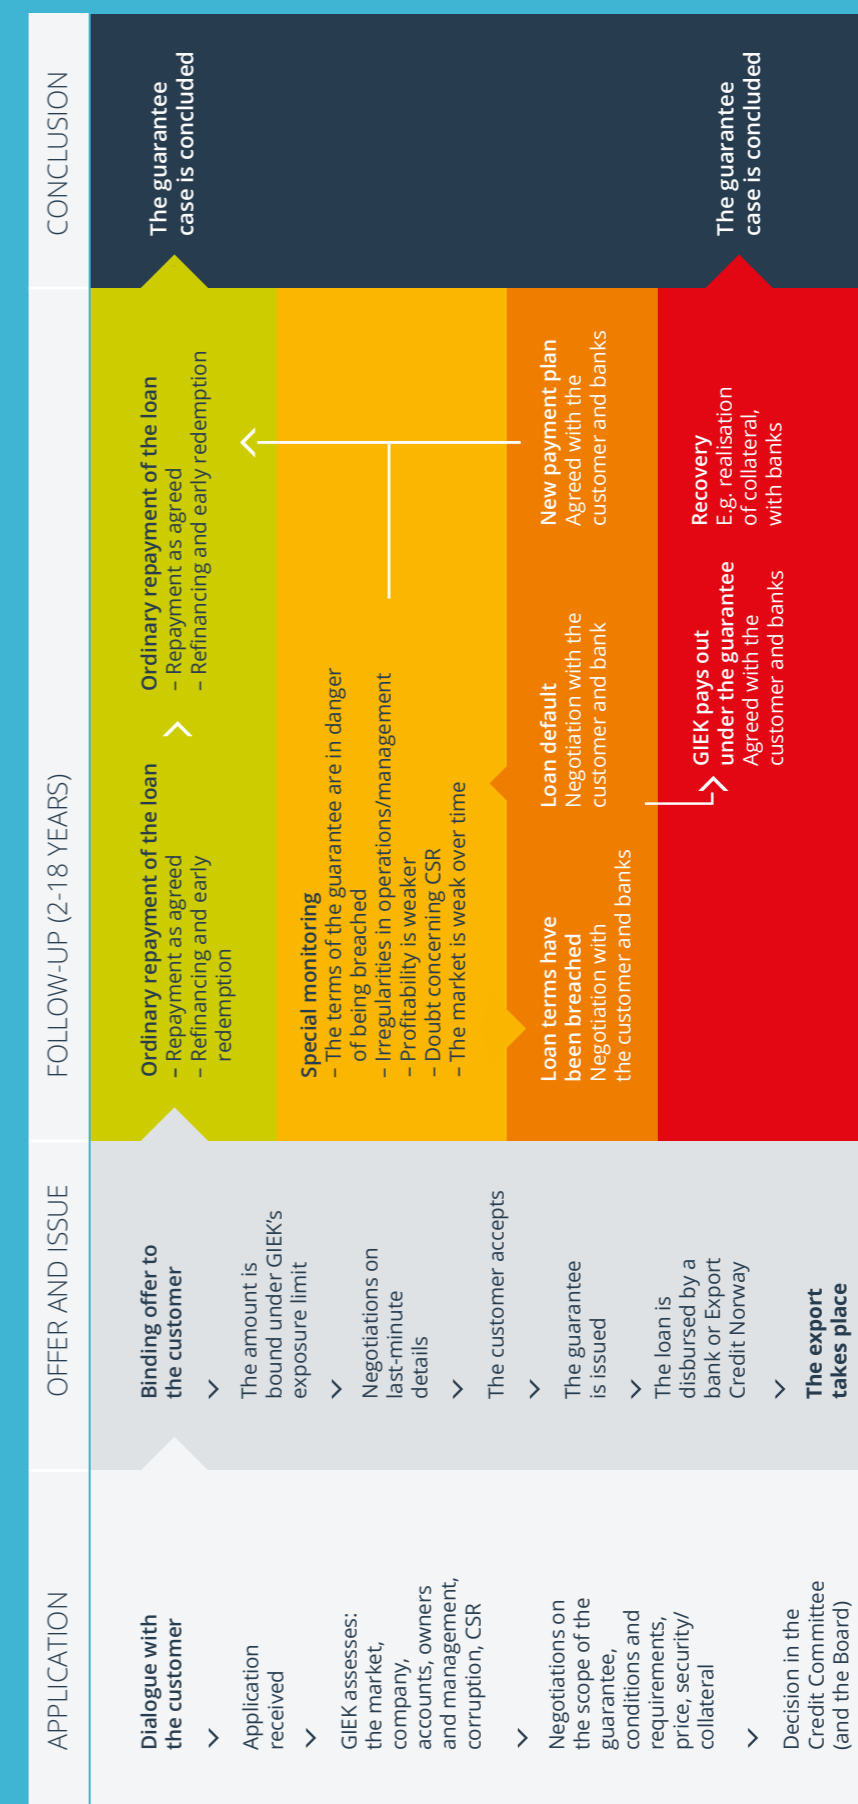 APPLICATION
Dialogue with
the customer
Application
received
GIEK assesses:
the market,
company,
accounts, owners
and management,
corruption, CSR
Negotiations on
the scope of the
guarantee,
conditions and
requirements,
price, security/
collateral
Decision in the
Credit Committee
(and the Board)
OFFER AND ISSUE
Binding offer to
the customer
The amount is
bound under GIEK’s
exposure limit
Negotiations on
last-minute
details
The customer accepts
The guarantee
is issued
The loan is
disbursed by a
bank or Export
Credit Norway
The export
takes place
FOLLOW-UP (2-18 YEARS)
Ordinary repayment of the loan
– Repayment as agreed
– Refinancing and early
redemption
Ordinary repayment of the loan
– Repayment as agreed
– Refinancing and early redemption
Special monitoring
– The terms of the guarantee are in danger
of being breached
– Irregularities in operations/management
– Profitability is weaker
– Doubt concerning CSR
– The market is weak over time
Loan terms have
been breached
Negotiation with
the customer and banks
Loan default
Negotiation with the
customer and bank
New payment plan
Agreed with the
customer and banks
GIEK pays out
under the guarantee
Agreed with the
customer and banks
Recovery
E.g. realisation
of collateral,
with banks
CONCLUSION
The guarantee
case is concluded
The guarantee
case is concluded